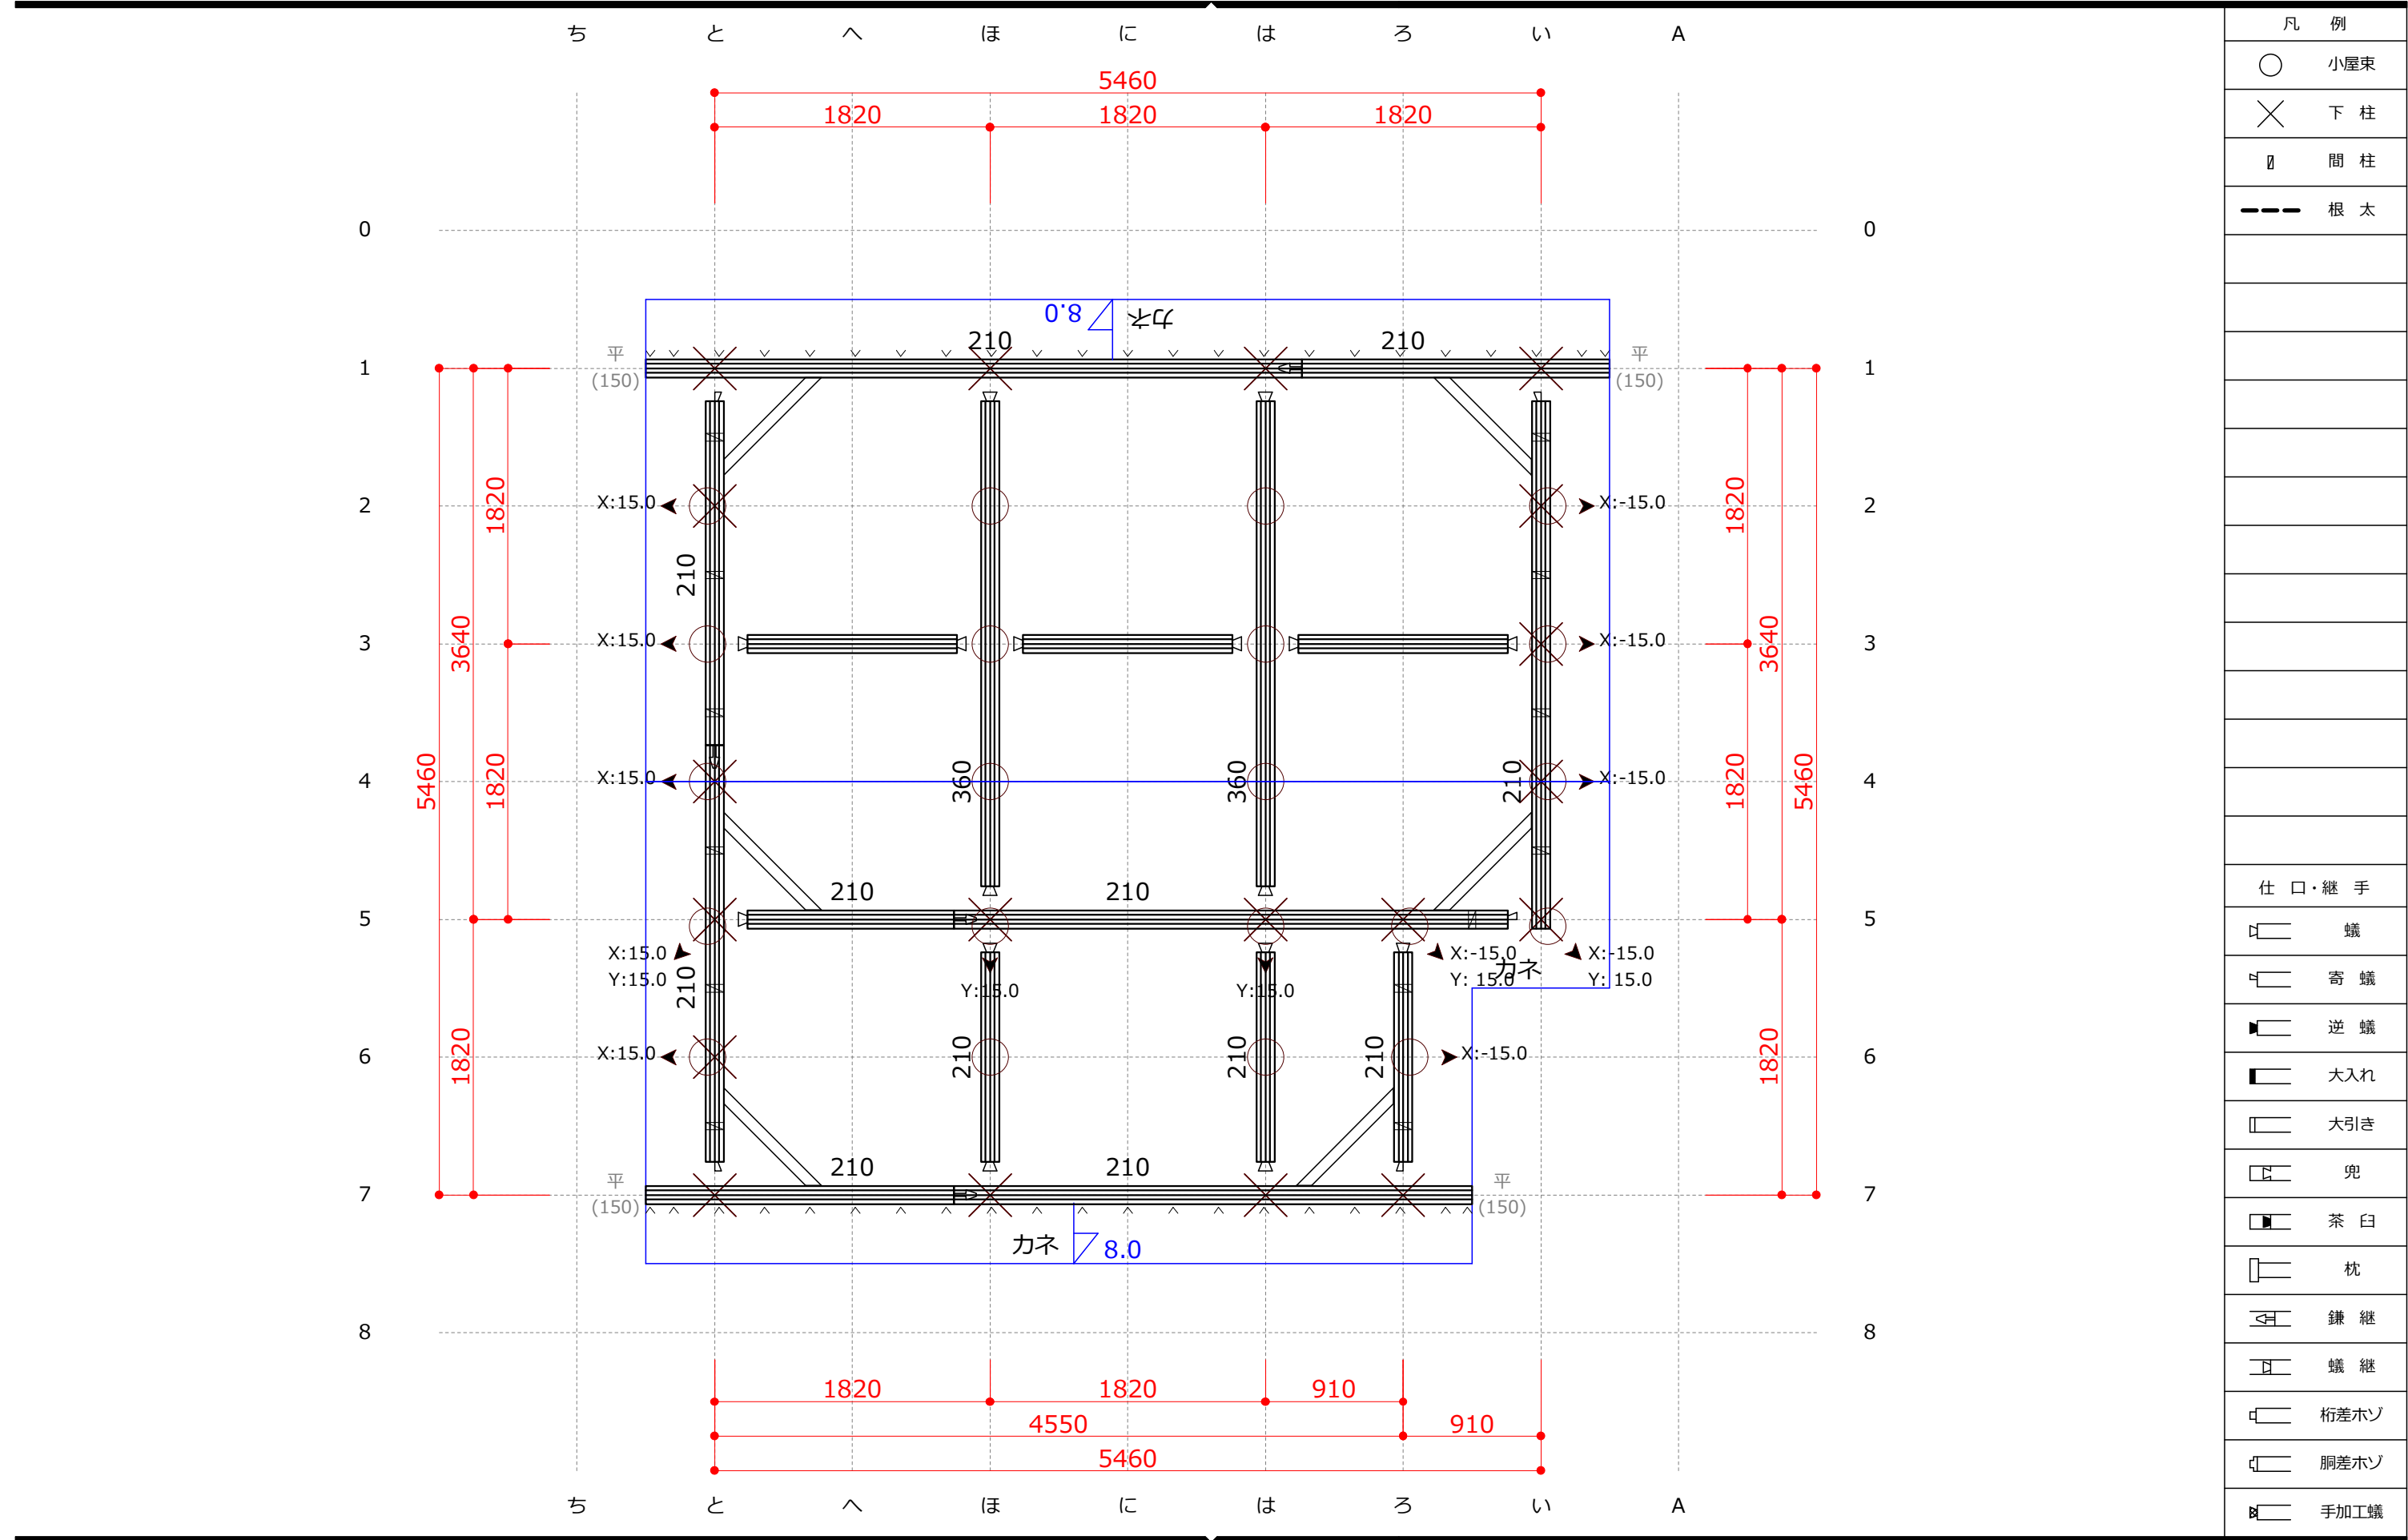 ち と へ ほ に は ろ い A
5460
1820 1820 1820
0 0
8.0 カネ
210 210
平 平
1 1
(150) (150)
1820 1820
2 X:15.0 X:-15.0 2
210
3640 3640
3 X:15.0 X:-15.0 3
5460 1820 360 360 210 1820 5460
4 X:15.0 X:-15.0 4
210 210
5 5
X:15.0 X:-15.0 X:-15.0
カネ
Y:15.0 Y: 15.0 Y: 15.0
210 Y:15.0 Y:15.0
1820 210 210 210 1820
6 X:15.0 X:-15.0 6
210 210
平 平
7 7
(150) (150)
カネ 8.0
8 8
1820 1820 910
4550 910
5460
ち と へ ほ に は ろ い A
凡 例
小屋束
下 柱
間 柱
根 太
仕 口・継 手
蟻
寄 蟻
逆 蟻
大入れ
大引き
兜
茶 臼
枕
鎌 継
蟻 継
桁差ホゾ
胴差ホゾ
手加工蟻